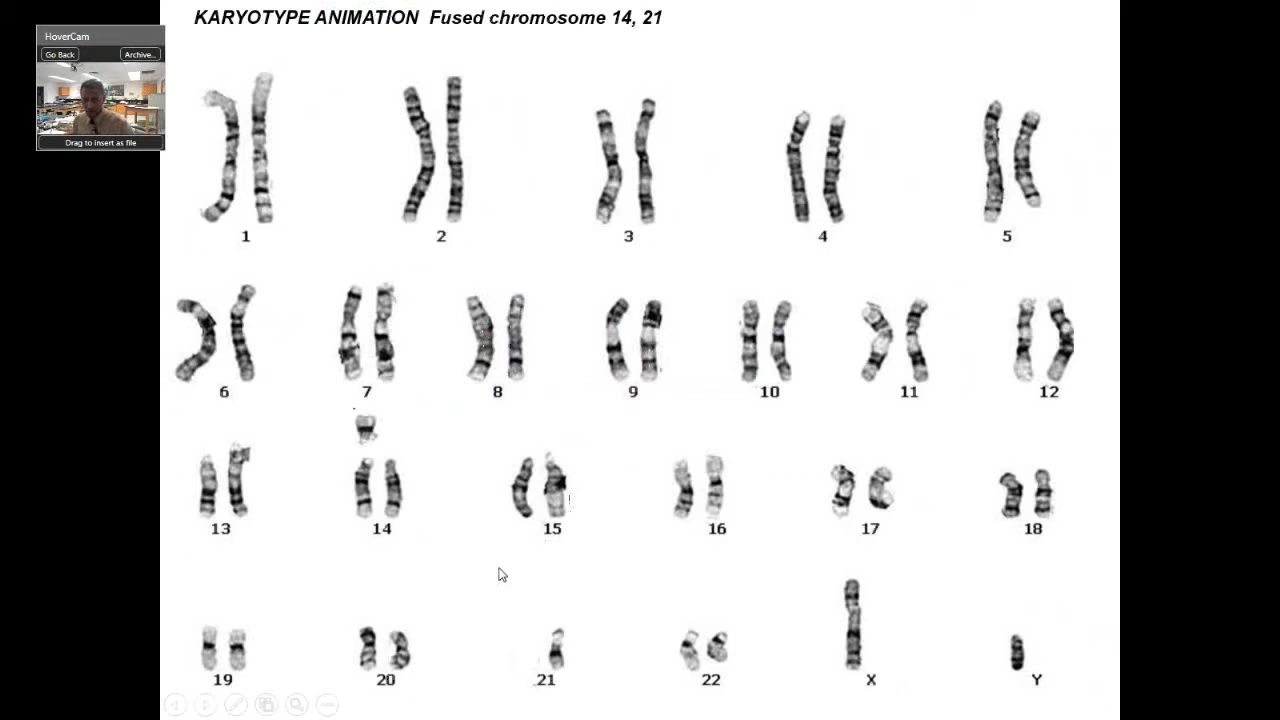 KARYOTYPE ANIMATION Fused chromosome 14, 21
HoverCam
Go Back Archive...
Drag to insert as file
1 2 3 4 5
6 7 8 9 10 11 12
13 14 15 16 17 18
19 20 21 22 X Y